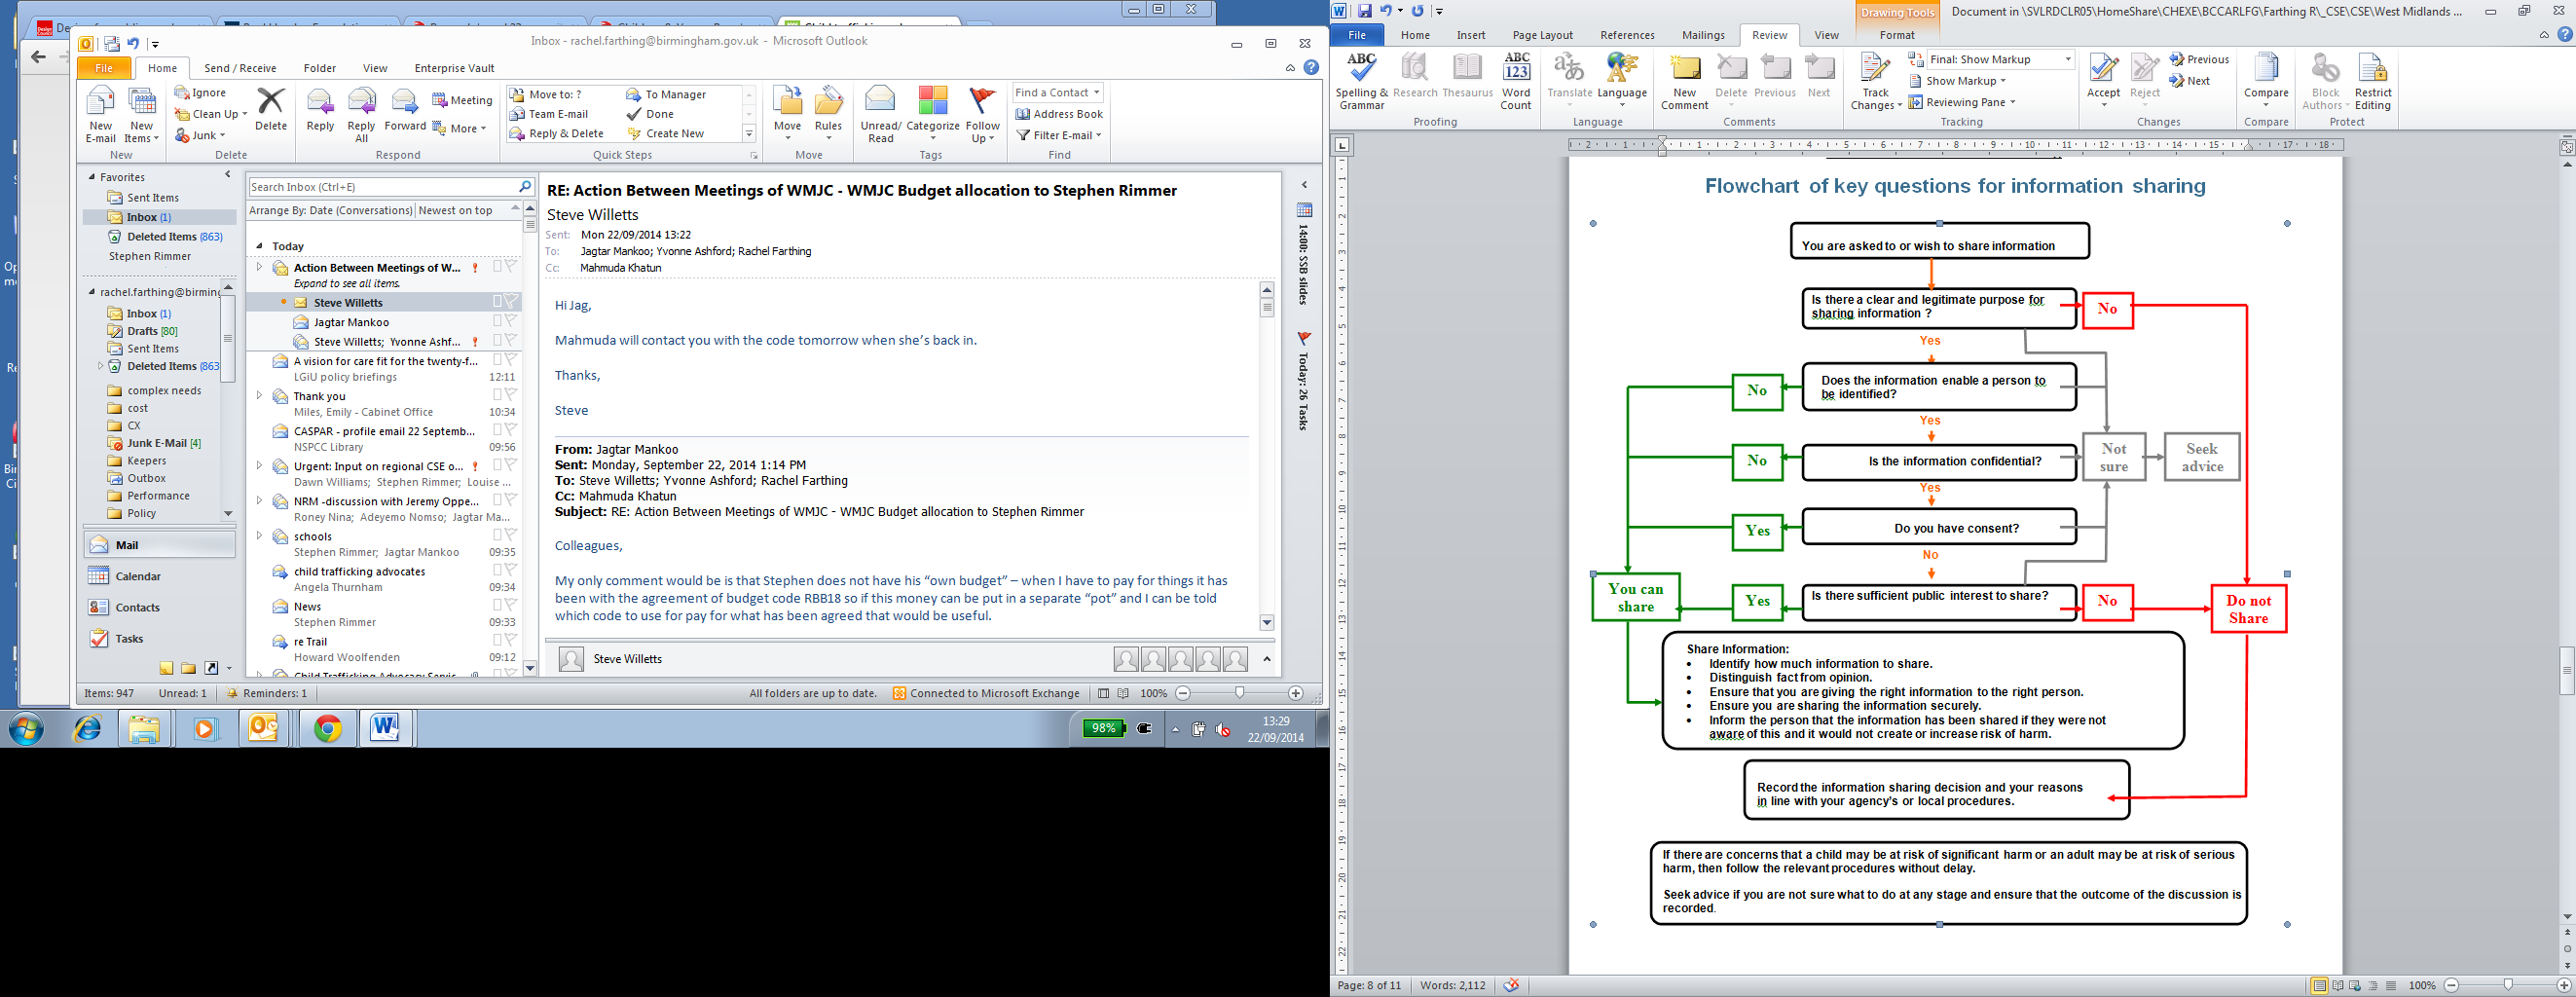 Inbox - rachel.farthing@birmingham.gov.uk - Microsoft Outlook
File Home Send / Receive Folder View Enterprise Vault
New E-mail
New Items
New
Ignore
Clean Up
Junk
Delete
Delete
Reply
Reply All
Forward
Meeting
More
Respond
Move to: ?
Team E-mail
Reply & Delete
To Manager
Done
Create New
Quick Steps
Move
Rules
Move
Unread/ Read
Categorize
Follow Up
Tags
Find a Contact
Address Book
Filter E-mail
Find
Favorites
Sent Items
Inbox (1)
Deleted Items (863)
Stephen Rimmer
rachel.farthing@birming
Inbox (1)
Drafts [80]
Sent Items
Deleted Items (863
complex needs
cost
CX
Junk E-Mail [4]
Keepers
Outbox
Performance
Policy
Mail
Calendar
Contacts
Tasks
Search Inbox (Ctrl+E)
Arrange By: Date (Conversations) Newest on top
Today
Action Between Meetings of W...
Expand to see all items.
Steve Willetts
Jagtar Mankoo
Steve Willetts; Yvonne Ashf...
A vision for care fit for the twenty-f...
LGiU policy briefings 12:11
Thank you
Miles, Emily - Cabinet Office 10:34
CASPAR - profile email 22 Septemb...
NSPCC Library 09:56
Urgent: Input on regional CSE o...
Dawn Williams; Stephen Rimmer; Louise ...
NRM -discussion with Jeremy Oppe...
Roney Nina; Adeyemo Nomso; Jagtar Ma...
schools
Stephen Rimmer; Jagtar Mankoo 09:35
child trafficking advocates
Angela Thurnham; 09:34
News
Stephen Rimmer 09:33
re Trail
Howard Woolfenden 09:12
Child Trafficking Advocacy Servic...
RE: Action Between Meetings of WMJC - WMJC Budget allocation to Stephen Rimmer
Steve Willetts
Sent: Mon 22/09/2014 13:22
To: Jagtar Mankoo; Yvonne Ashford; Rachel Farthing
Cc: Mahmuda Khatun
Hi Jag,
Mahmuda will contact you with the code tomorrow when she's back in.
Thanks,
Steve
From: Jagtar Mankoo
Sent: Monday, September 22, 2014 1:14 PM
To: Steve Willetts; Yvonne Ashford; Rachel Farthing
Cc: Mahmuda Khatun
Subject: RE: Action Between Meetings of WMJC - WMJC Budget allocation to Stephen Rimmer
Colleagues,
My only comment would be is that Stephen does not have his “own budget” – when I have to pay for things it has
been with the agreement of budget code RBB18 so if this money can be put in a separate “pot” and I can be told
which code to use for pay for what has been agreed that would be useful.
Steve Willetts
14:00: SSB slides
Today: 26 Tasks
Items: 947 Unread: 1 Reminders: 1 All folders are up to date. Connected to Microsoft Exchange 100%
98%
13:29
22/09/2014
Drawing Tools
Document in \SVLRDCLR05\HomeShare\CHEXE\BCCARLFG\Farthing R\_CSE\CSE\West Midlands ...
File Home Insert Page Layout References Mailings Review View Format
Spelling & Grammar
Research
Thesaurus
Word Count
Proofing
Translate
Language
Language
New Comment
Delete
Previous
Next
Comments
Track Changes
Final: Show Markup
Show Markup
Reviewing Pane
Tracking
Accept
Reject
Previous
Next
Changes
Compare
Compare
Block Authors
Restrict Editing
Protect
Flowchart of key questions for information sharing
You are asked to or wish to share information
Is there a clear and legitimate purpose for
sharing information ?
No
Yes
Does the information enable a person to
be identified?
No
Yes
Is the information confidential?
No
Not sure
Seek advice
Yes
Do you have consent?
Yes
No
You can share
Yes
Is there sufficient public interest to share?
No
Do not Share
Share Information:
• Identify how much information to share.
• Distinguish fact from opinion.
• Ensure that you are giving the right information to the right person.
• Ensure you are sharing the information securely.
• Inform the person that the information has been shared if they were not
aware of this and it would not create or increase risk of harm.
Record the information sharing decision and your reasons
in line with your agency's or local procedures.
If there are concerns that a child may be at risk of significant harm or an adult may be at risk of serious
harm, then follow the relevant procedures without delay.
Seek advice if you are not sure what to do at any stage and ensure that the outcome of the discussion is
recorded.
Page: 8 of 11 Words: 2,112 100%